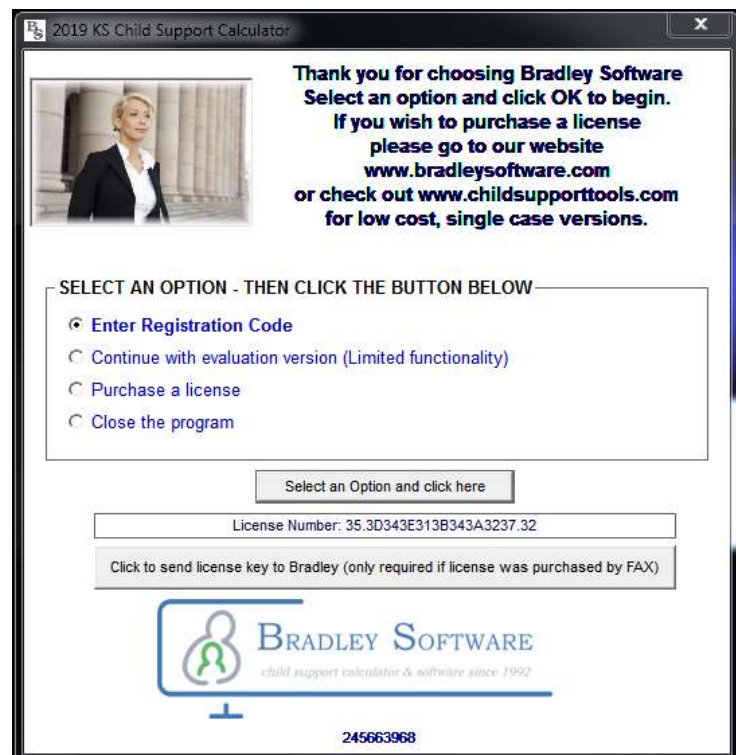 2019 KS Child Support Calculator
Thank you for choosing Bradley Software
Select an option and click OK to begin.
If you wish to purchase a license
please go to our website
www.bradleysoftware.com
or check out www.childsupporttools.com
for low cost, single case versions.
SELECT AN OPTION - THEN CLICK THE BUTTON BELOW
Enter Registration Code
Continue with evaluation version (Limited functionality)
Purchase a license
Close the program
Select an Option and click here
License Number: 35.3D343E313B343A3237.32
Click to send license key to Bradley (only required if license was purchased by FAX)
BRADLEY SOFTWARE
child support calculator & software since 1992
245663968